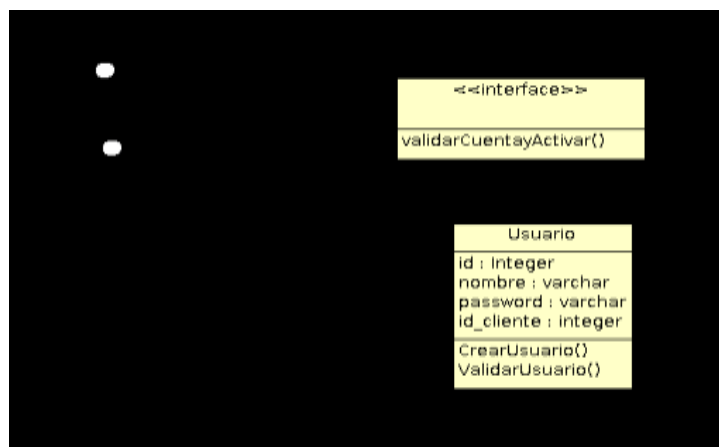 <<interface>>
validarCuentayActivar()
Usuario
id : Integer
nombre : varchar
password : varchar
id_cliente : integer
CrearUsuario()
ValidarUsuario()